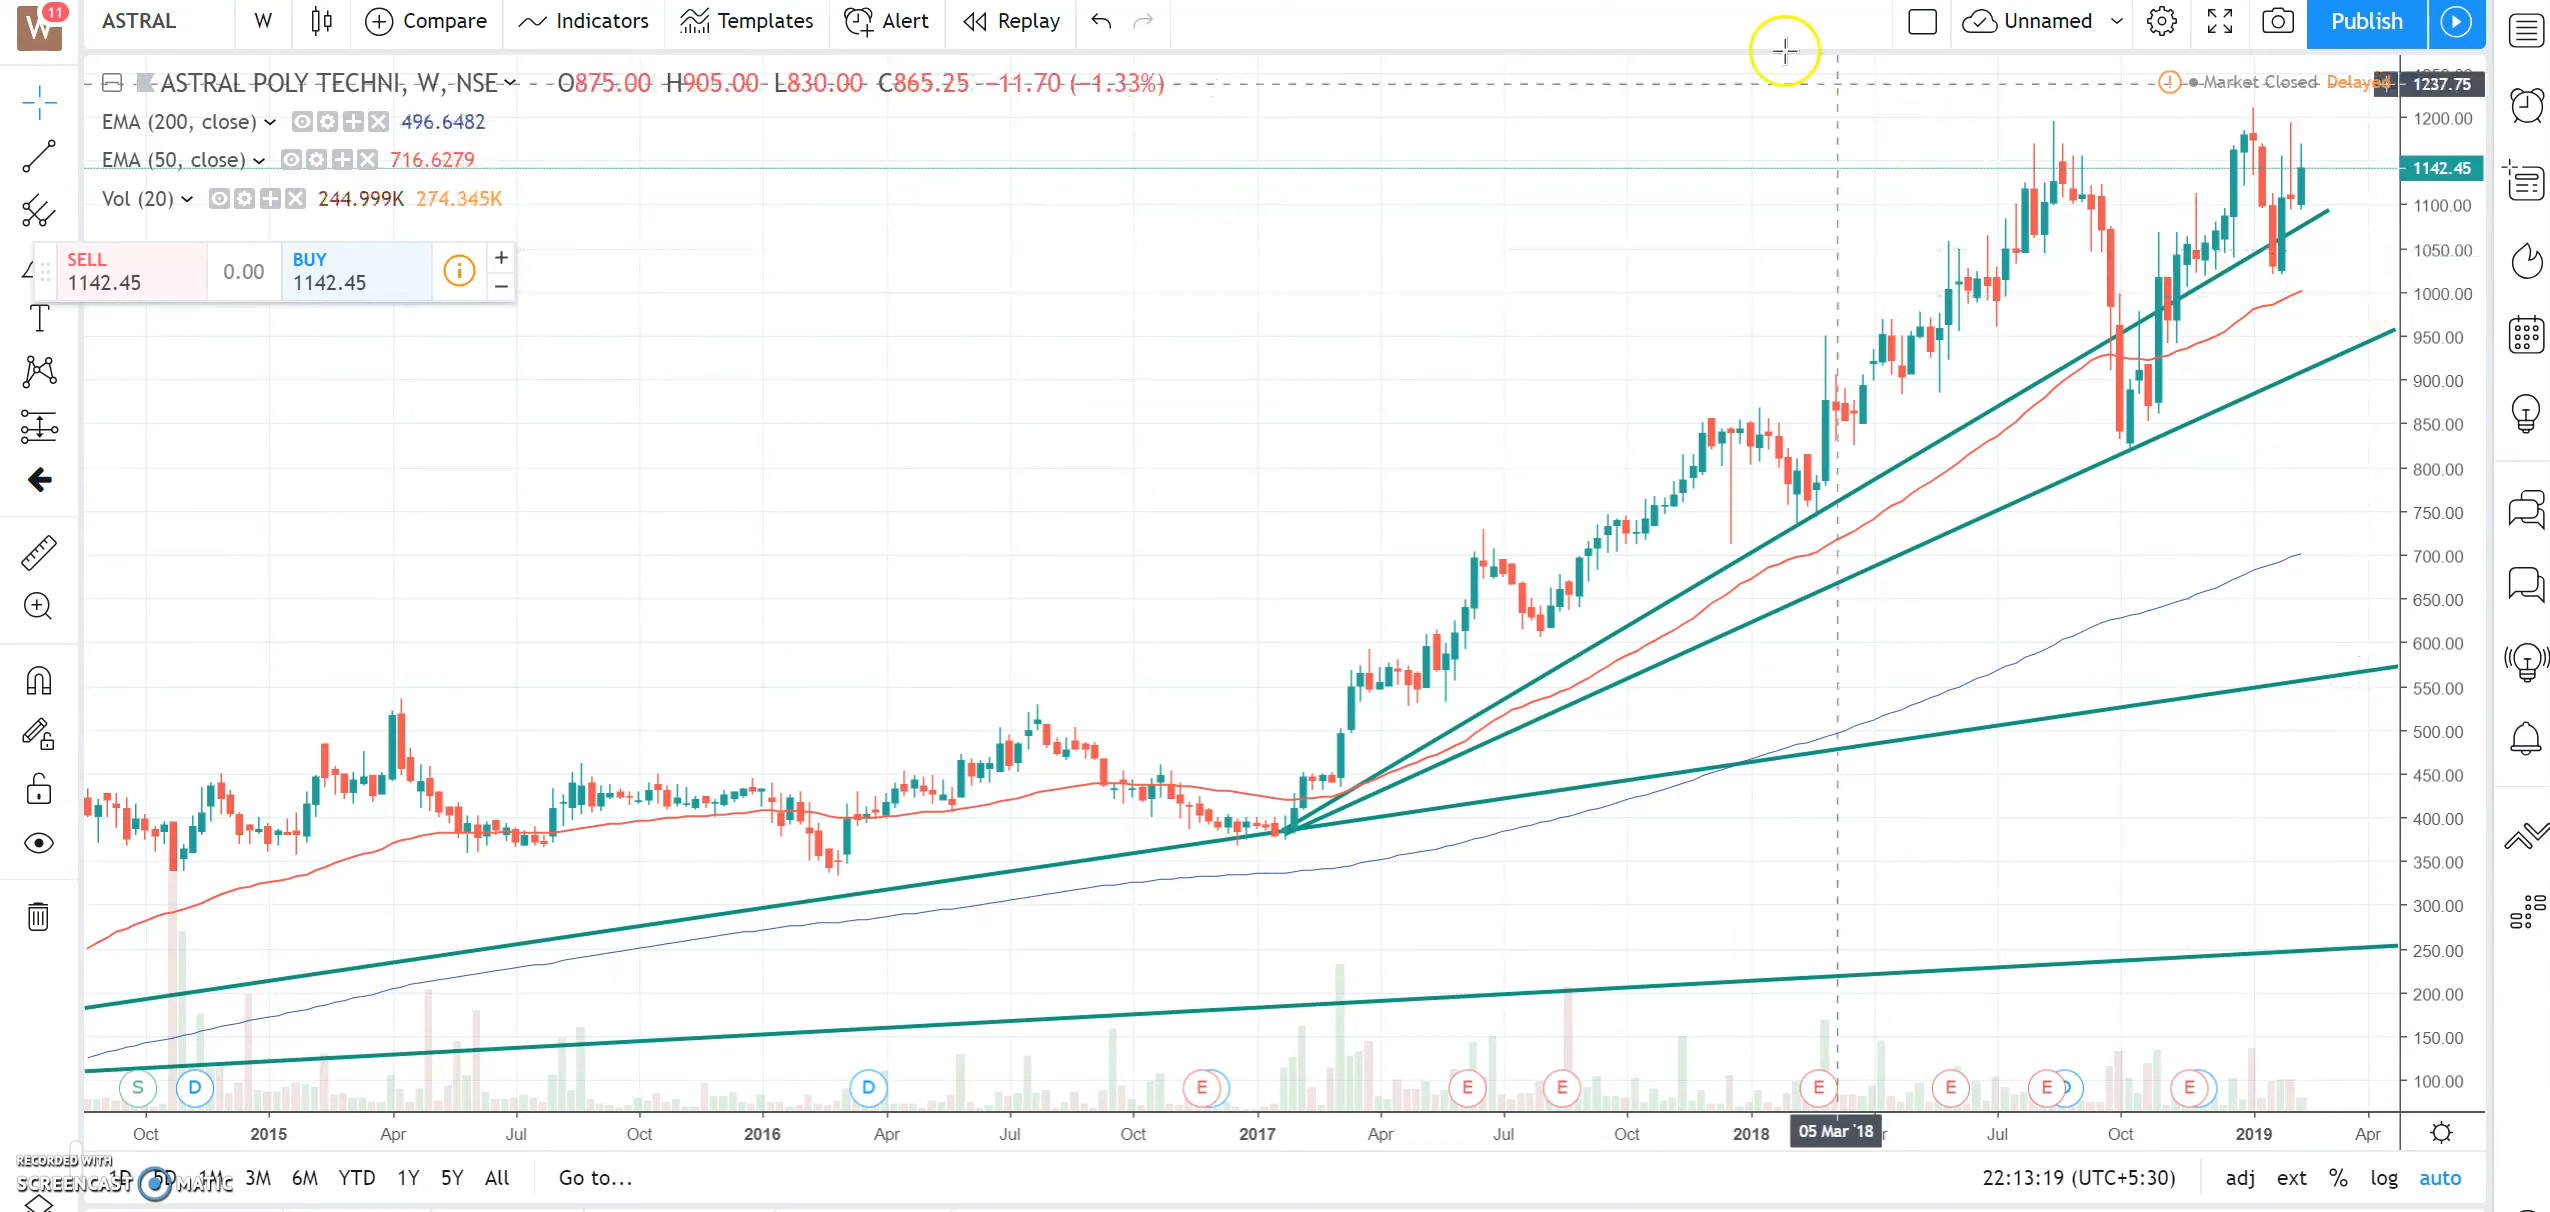 W 11 ASTRAL W Compare Indicators Templates Alert Replay Unnamed Publish
ASTRAL POLY TECHNI, W, NSE O875.00 H905.00 L830.00 C865.25 −11.70 (−1.33%) Market Closed Delayed 1237.75
EMA (200, close) 496.6482
EMA (50, close) 716.6279
Vol (20) 244.999K 274.345K
SELL 1142.45 0.00 BUY 1142.45 + −
1200.00
1142.45
1100.00
1050.00
1000.00
950.00
900.00
850.00
800.00
750.00
700.00
650.00
600.00
550.00
500.00
450.00
400.00
350.00
300.00
250.00
200.00
150.00
100.00
S D D E E E E E E D E
Oct 2015 Apr Jul Oct 2016 Apr Jul Oct 2017 Apr Jul Oct 2018 05 Mar '18 Jul Oct 2019 Apr
RECORDED WITH
SCREENCAST MATIC
1D 5D 1M 3M 6M YTD 1Y 5Y All Go to... 22:13:19 (UTC+5:30) adj ext % log auto